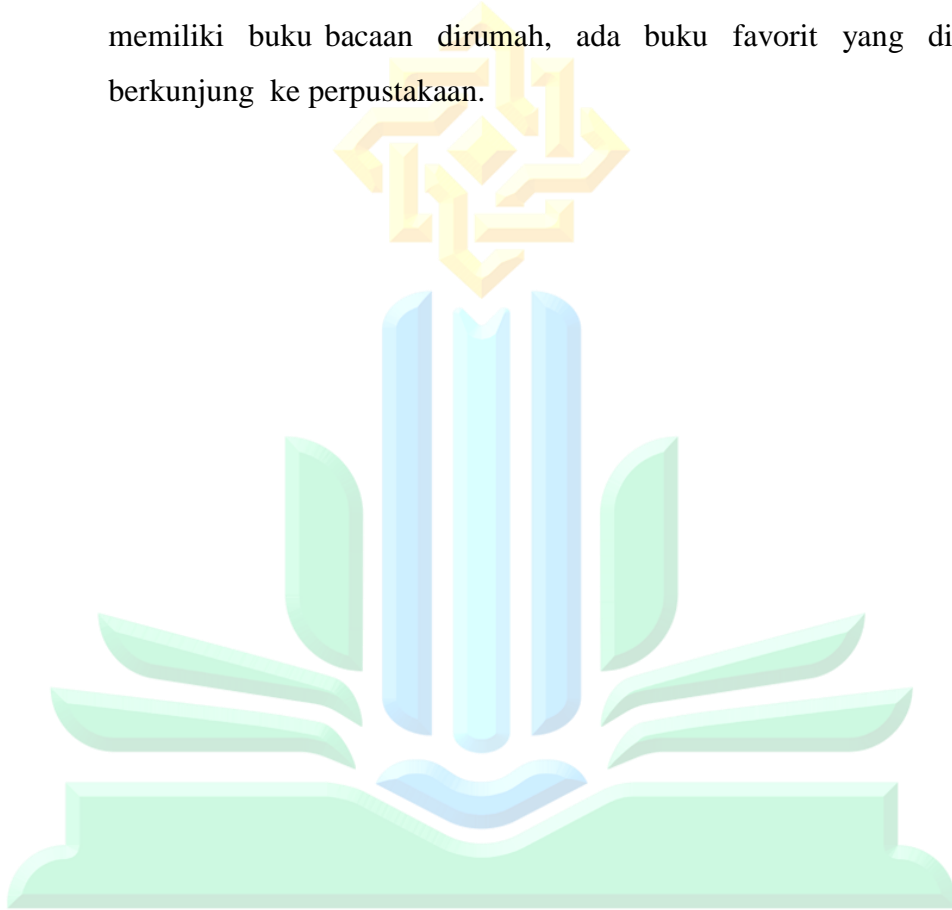 memiliki buku bacaan dirumah, ada buku favorit yang di
berkunjung ke perpustakaan.